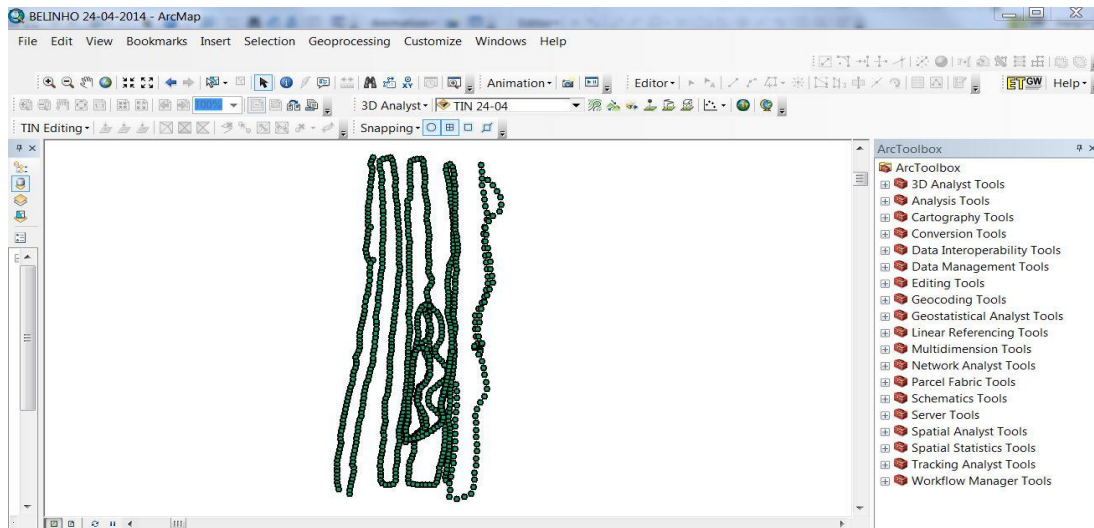 BELINHO 24-04-2014 - ArcMap
File Edit View Bookmarks Insert Selection Geoprocessing Customize Windows Help
Animation Editor ET GW Help
100% 3D Analyst TIN 24-04
TIN Editing Snapping
ArcToolbox
ArcToolbox
3D Analyst Tools
Analysis Tools
Cartography Tools
Conversion Tools
Data Interoperability Tools
Data Management Tools
Editing Tools
Geocoding Tools
Geostatistical Analyst Tools
Linear Referencing Tools
Multidimension Tools
Network Analyst Tools
Parcel Fabric Tools
Schematics Tools
Server Tools
Spatial Analyst Tools
Spatial Statistics Tools
Tracking Analyst Tools
Workflow Manager Tools